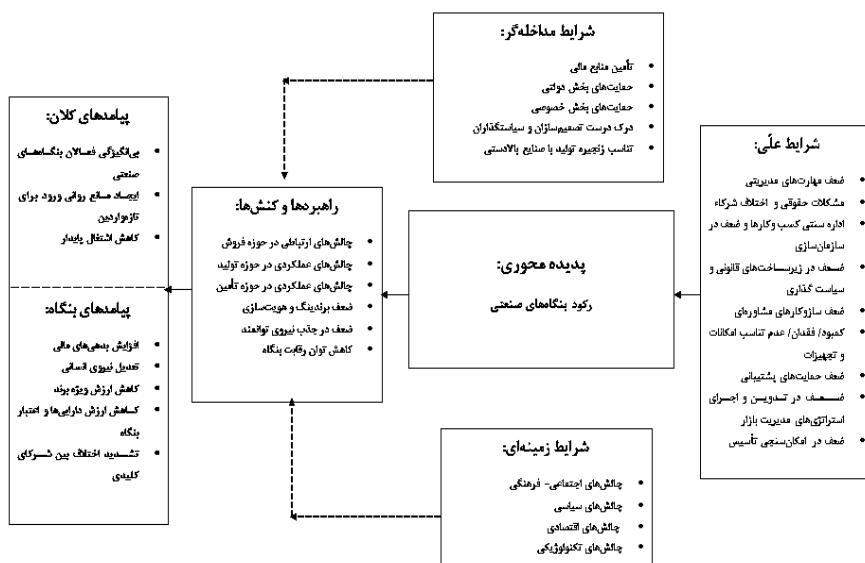 شرایط مداخله‌گر:
تأمین منابع مالی
حمایت‌های بخش دولتی
حمایت‌های بخش خصوصی
درک درست تصمیم‌سازان و سیاستگذاران
تناسب زنجیره تولید با صنایع بالادستی
شرایط علّی:
ضعف مهارت‌های مدیریتی
مشکلات حقوقی و اختلاف شرکاء
اداره سنتی کسب وکارها و ضعف در
سازمان‌سازی
ضعف در زیرساخت‌های قانونی و
سیاست گذاری
ضعف سازوکارهای مشاوره‌ای
کمبود/ فقدان/ عدم تناسب امکانات
و تجهیزات
ضعف حمایت‌های پشتیبانی
ضعف در تدوین و اجرای
استراتژی‌های مدیریت بازار
ضعف در امکان‌سنجی تأسیس
پدیده محوری:
رکود بنگاه‌های صنعتی
راهبردها و کنش‌ها:
چالش‌های ارتباطی در حوزه فروش
چالش‌های عملکردی در حوزه تولید
چالش‌های عملکردی در حوزه تأمین
ضعف برندینگ و هویت‌سازی
ضعف در جذب نیروی توانمند
کاهش توان رقابت بنگاه
شرایط زمینه‌ای:
چالش‌های اجتماعی- فرهنگی
چالش‌های سیاسی
چالش‌های اقتصادی
چالش‌های تکنولوژیکی
پیامدهای کلان:
بی‌انگیزگی فعالان بنگاه‌های
صنعتی
ایجاد مانع روانی ورود برای
تازه‌واردین
کاهش اشتغال پایدار
پیامدهای بنگاه:
افزایش بدهی‌های مالی
تعدیل نیروی انسانی
کاهش ارزش ویژه برند
کاهش ارزش دارایی‌ها و اعتبار
بنگاه
تشدید اختلاف بین شرکای
کلیدی